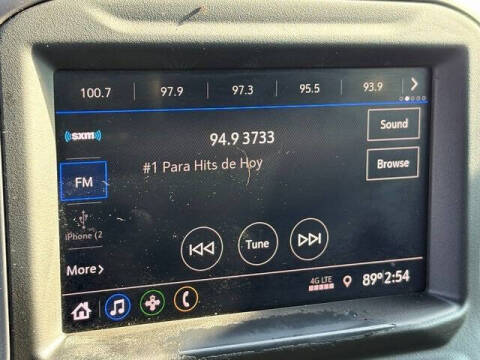 100.7 97.9 97.3 95.5 93.9
((sxm))
94.9 3733
Sound
#1 Para Hits de Hoy
Browse
FM
iPhone (2
Tune
More
4G LTE
89° 2:54